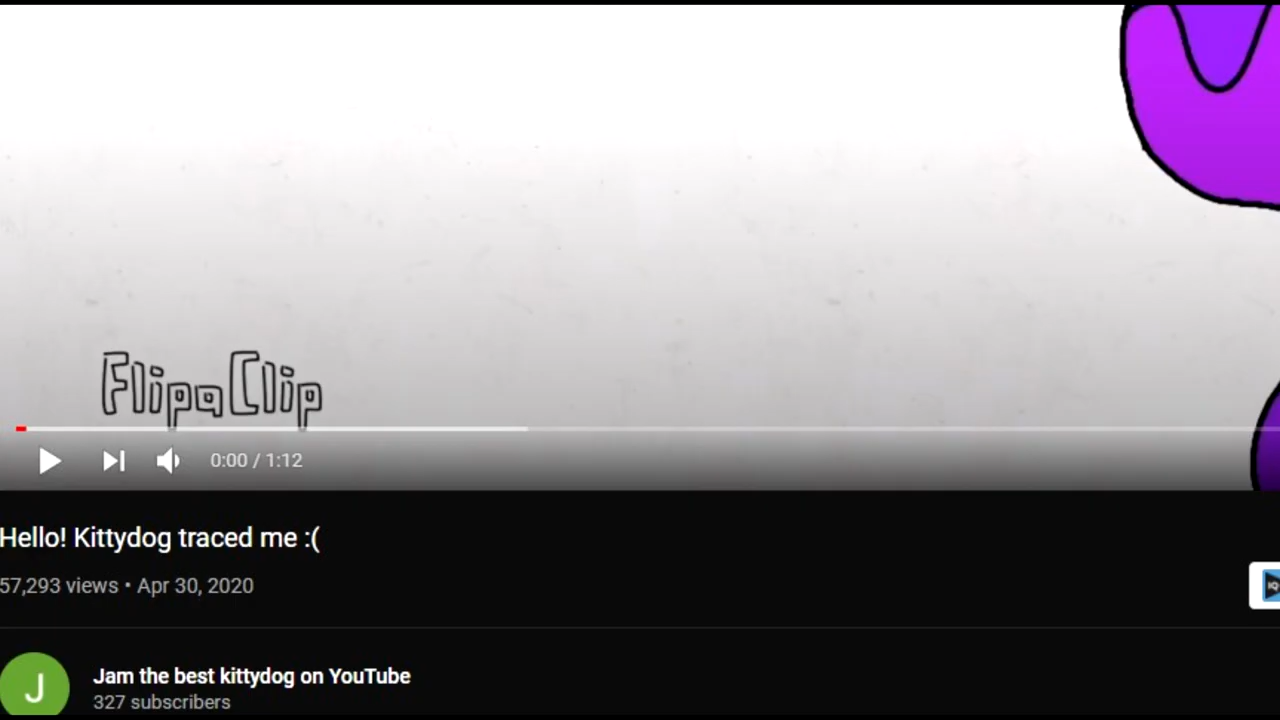 FlipaClip
0:00 / 1:12
Hello! Kittydog traced me :(
57,293 views • Apr 30, 2020
J
Jam the best kittydog on YouTube
327 subscribers